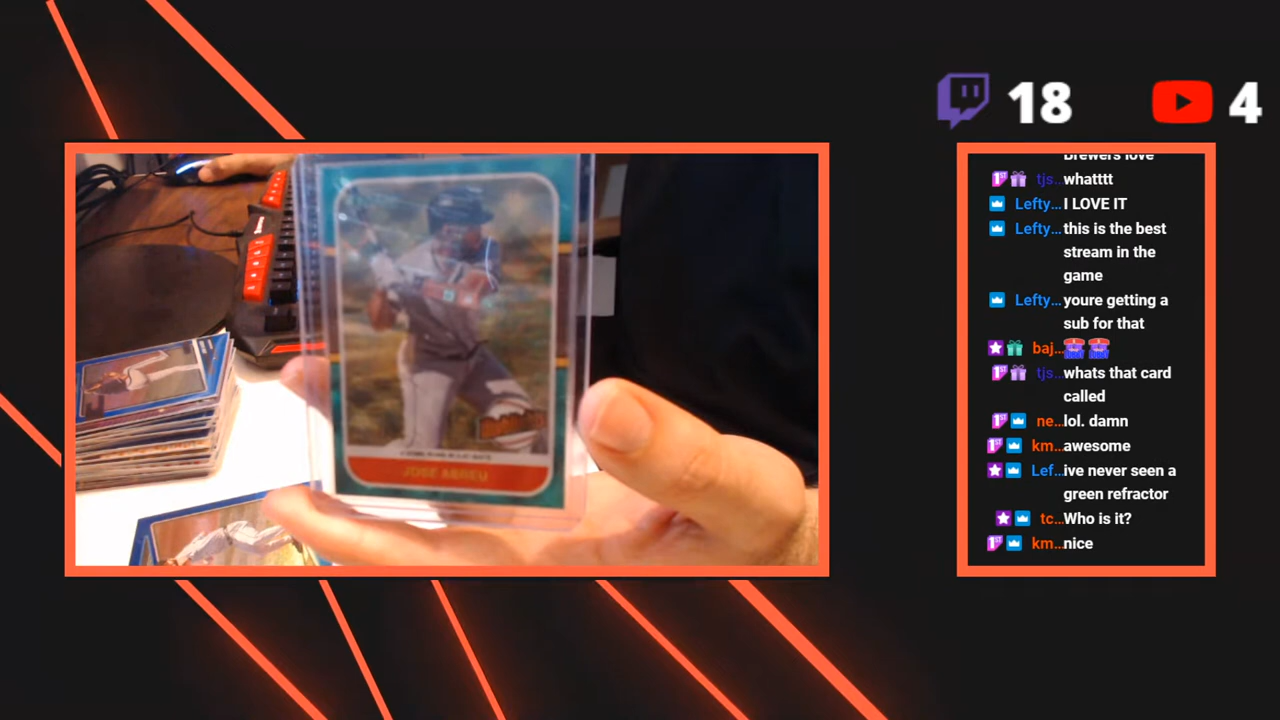 18
4
Brewers love
tjs... whatttt
Lefty... I LOVE IT
Lefty... this is the best
stream in the
game
Lefty... youre getting a
sub for that
baj...
tjs... whats that card
called
ne... lol. damn
km... awesome
Lef... ive never seen a
green refractor
tc... Who is it?
km... nice
JOSE ABREU